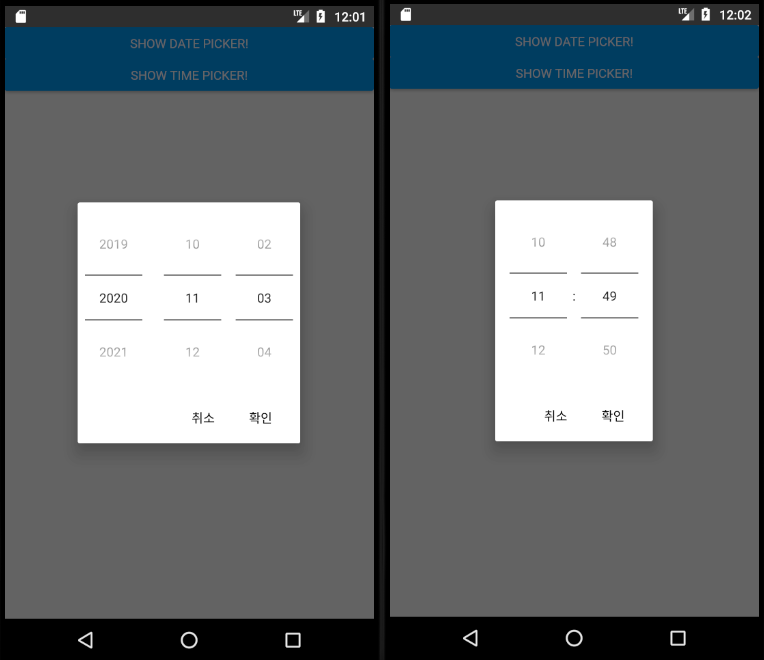 LTE 12:01
SHOW DATE PICKER!
SHOW TIME PICKER!
2019 10 02
2020 11 03
2021 12 04
취소 확인
LTE 12:02
SHOW DATE PICKER!
SHOW TIME PICKER!
10 48
11 : 49
12 50
취소 확인